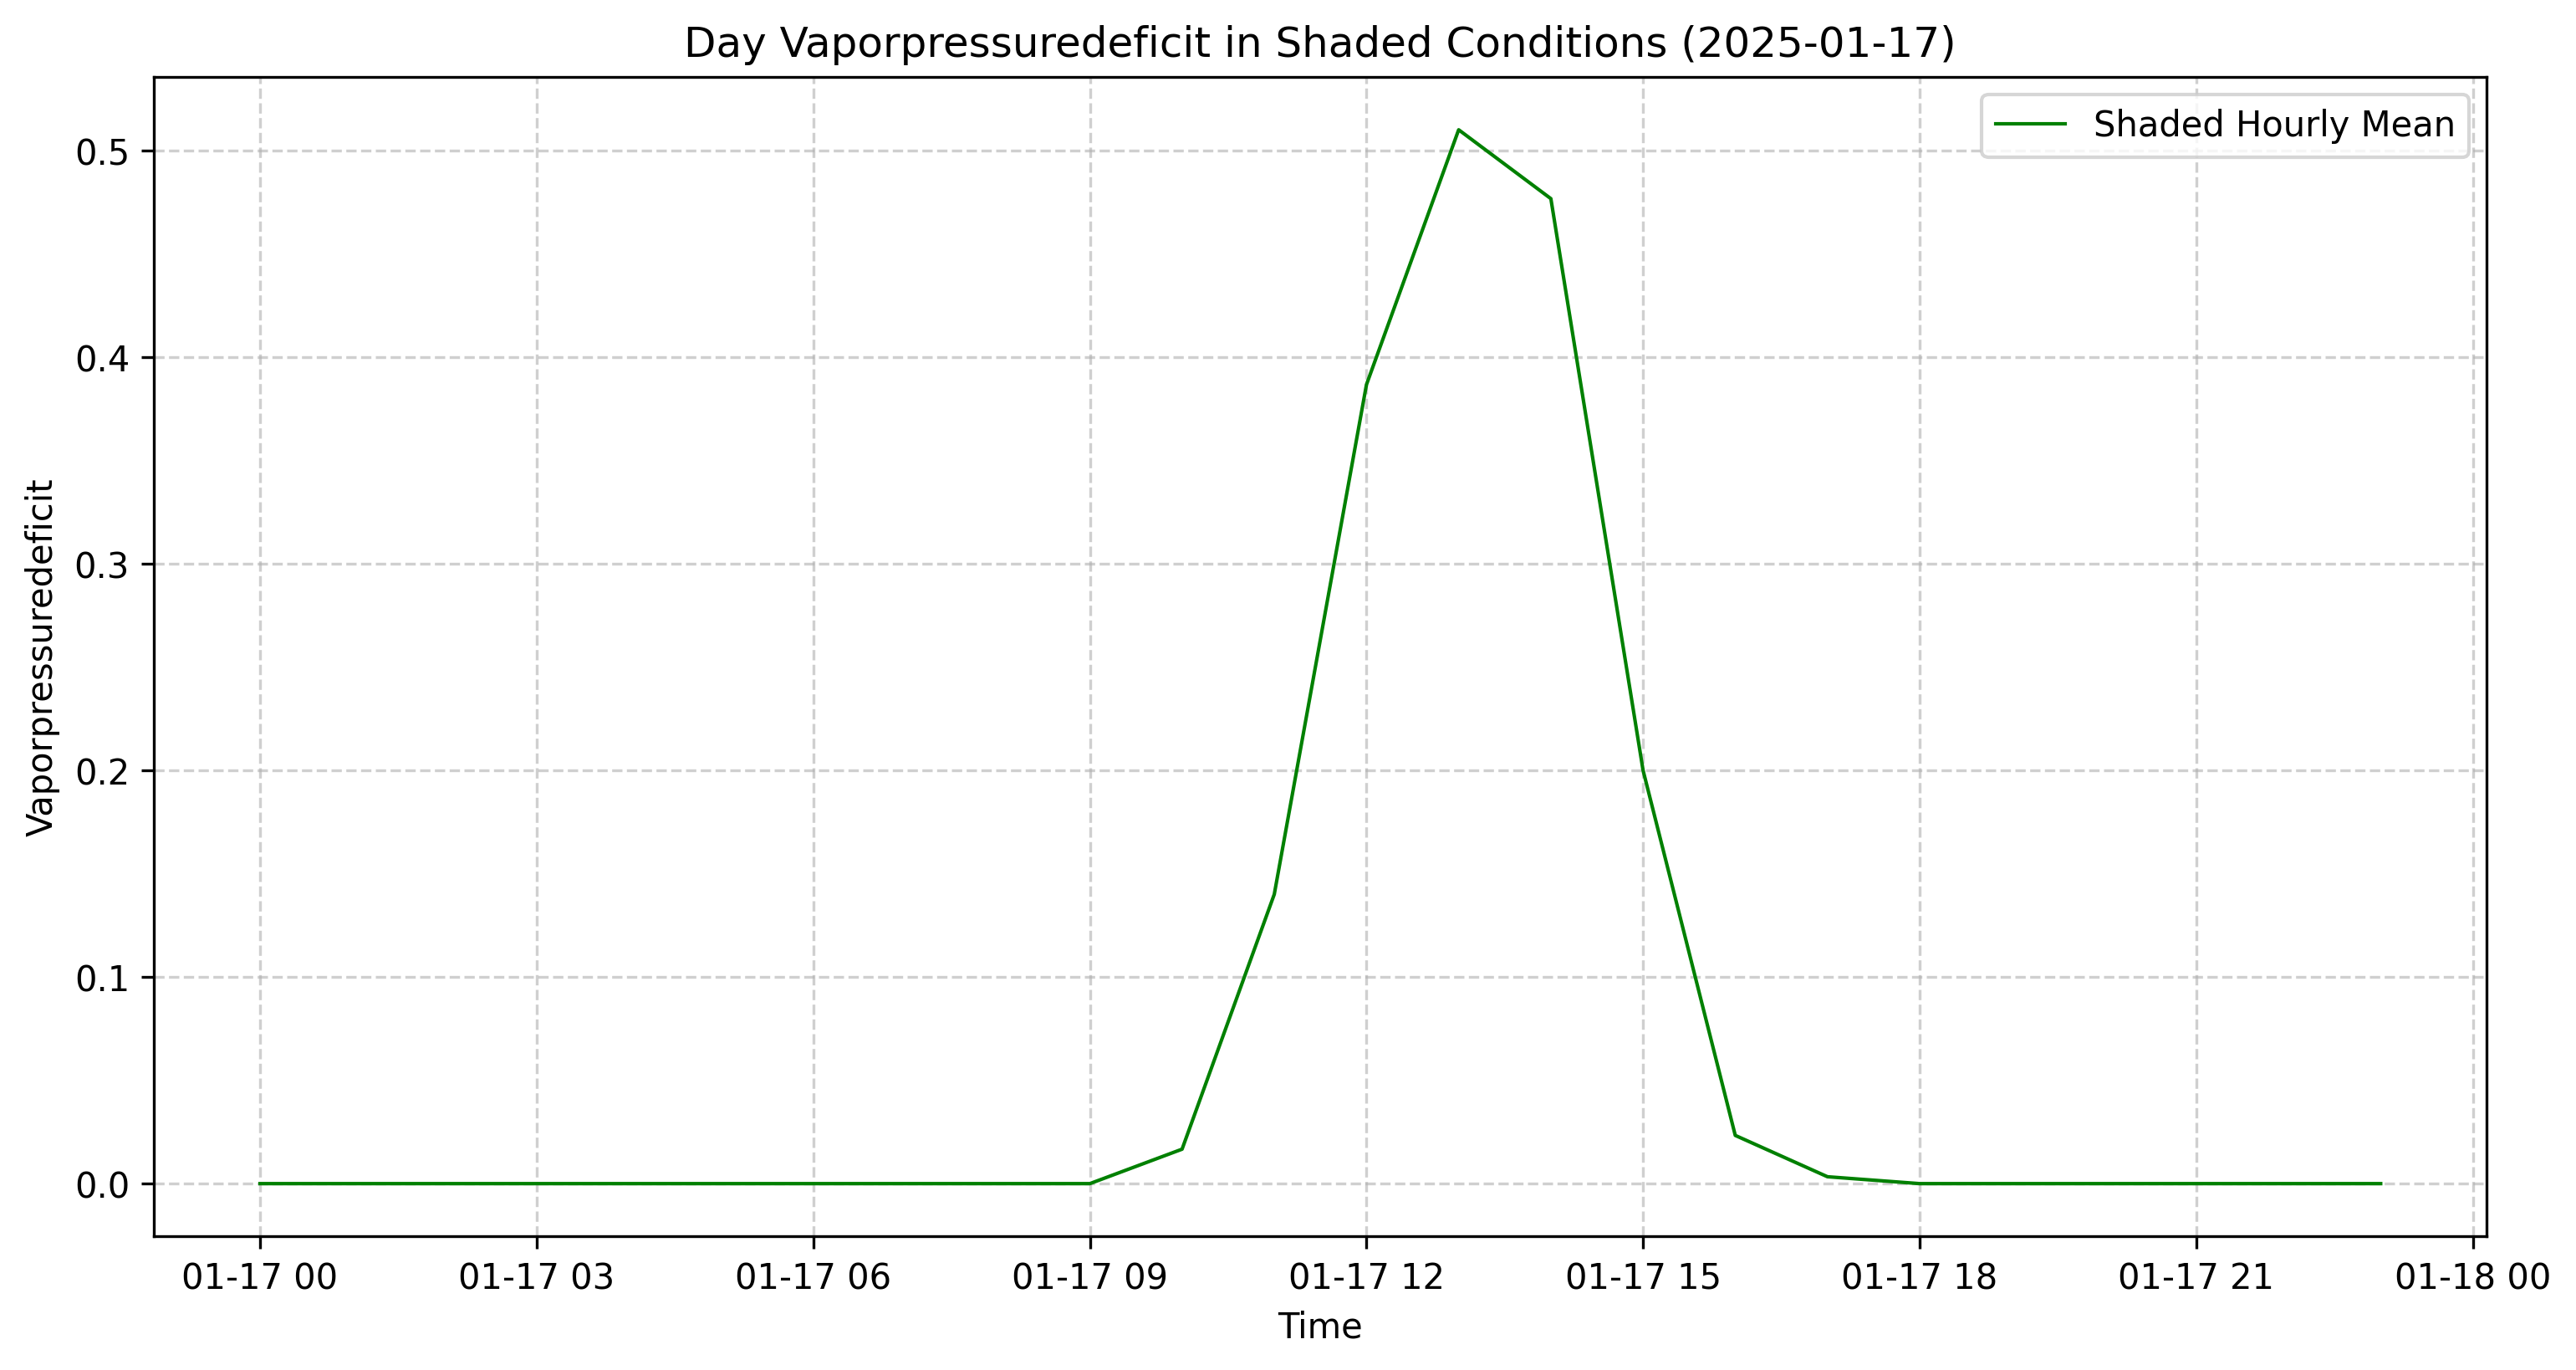 Day Vaporpressuredeficit in Shaded Conditions (2025-01-17)
Shaded Hourly Mean
Vaporpressuredeficit
0.5
0.4
0.3
0.2
0.1
0.0
01-17 00 01-17 03 01-17 06 01-17 09 01-17 12 01-17 15 01-17 18 01-17 21 01-18 00
Time